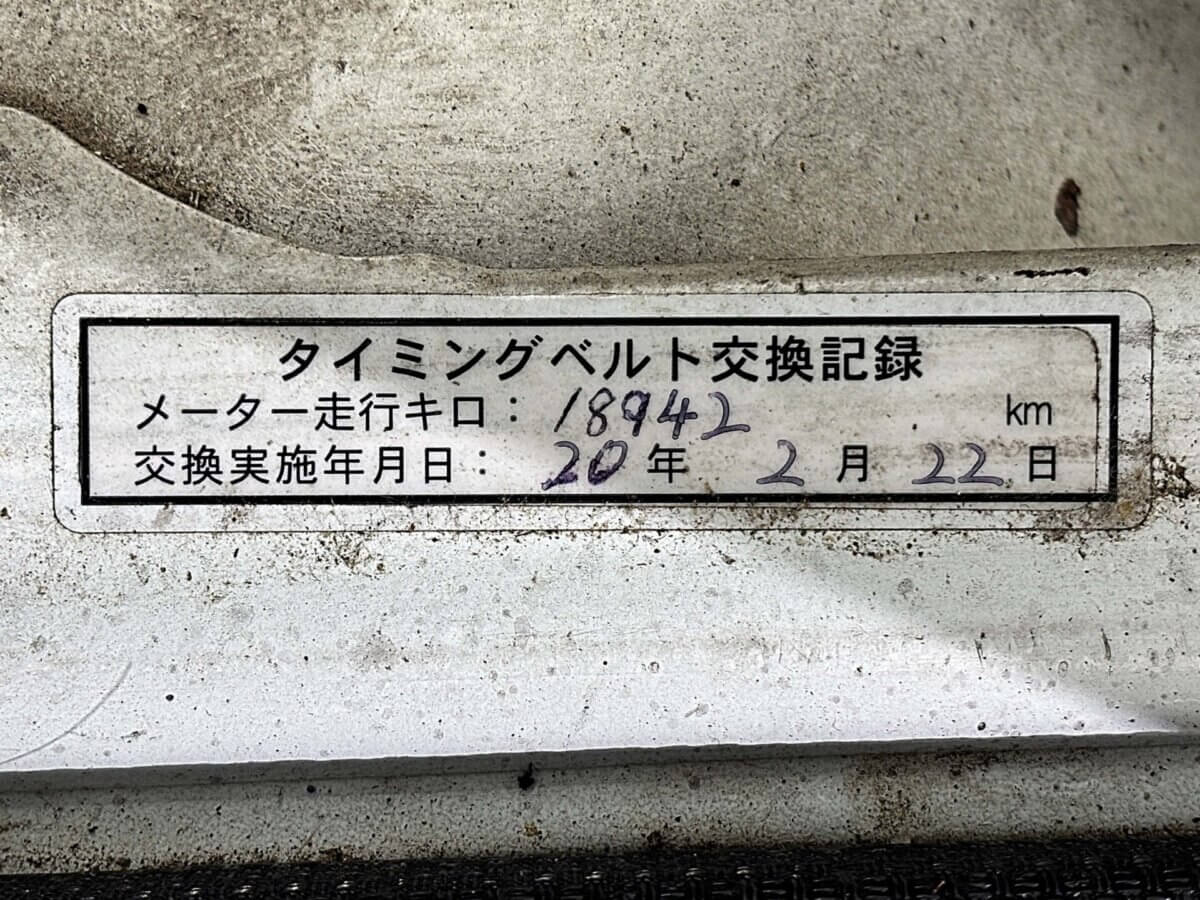 タイミングベルト交換記録
メーター走行キロ：18942 km
交換実施年月日：20年 2月 22日